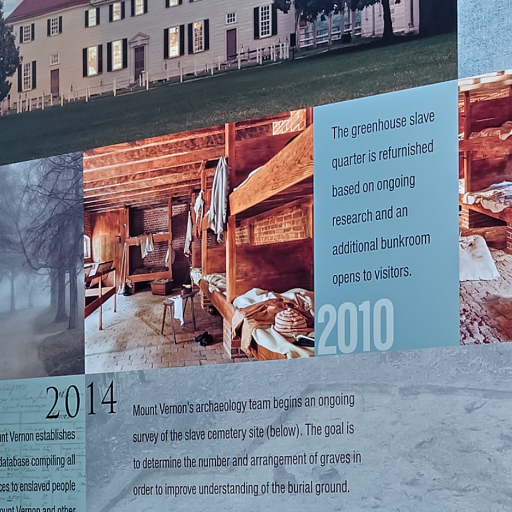 The greenhouse slave
quarter is refurnished
based on ongoing
research and an
additional bunkroom
opens to visitors.
2010
2014
Mount Vernon's archaeology team begins an ongoing
survey of the slave cemetery site (below). The goal is
to determine the number and arrangement of graves in
order to improve understanding of the burial ground.
Vernon establishes
database compiling all
to enslaved people
Vernon and other